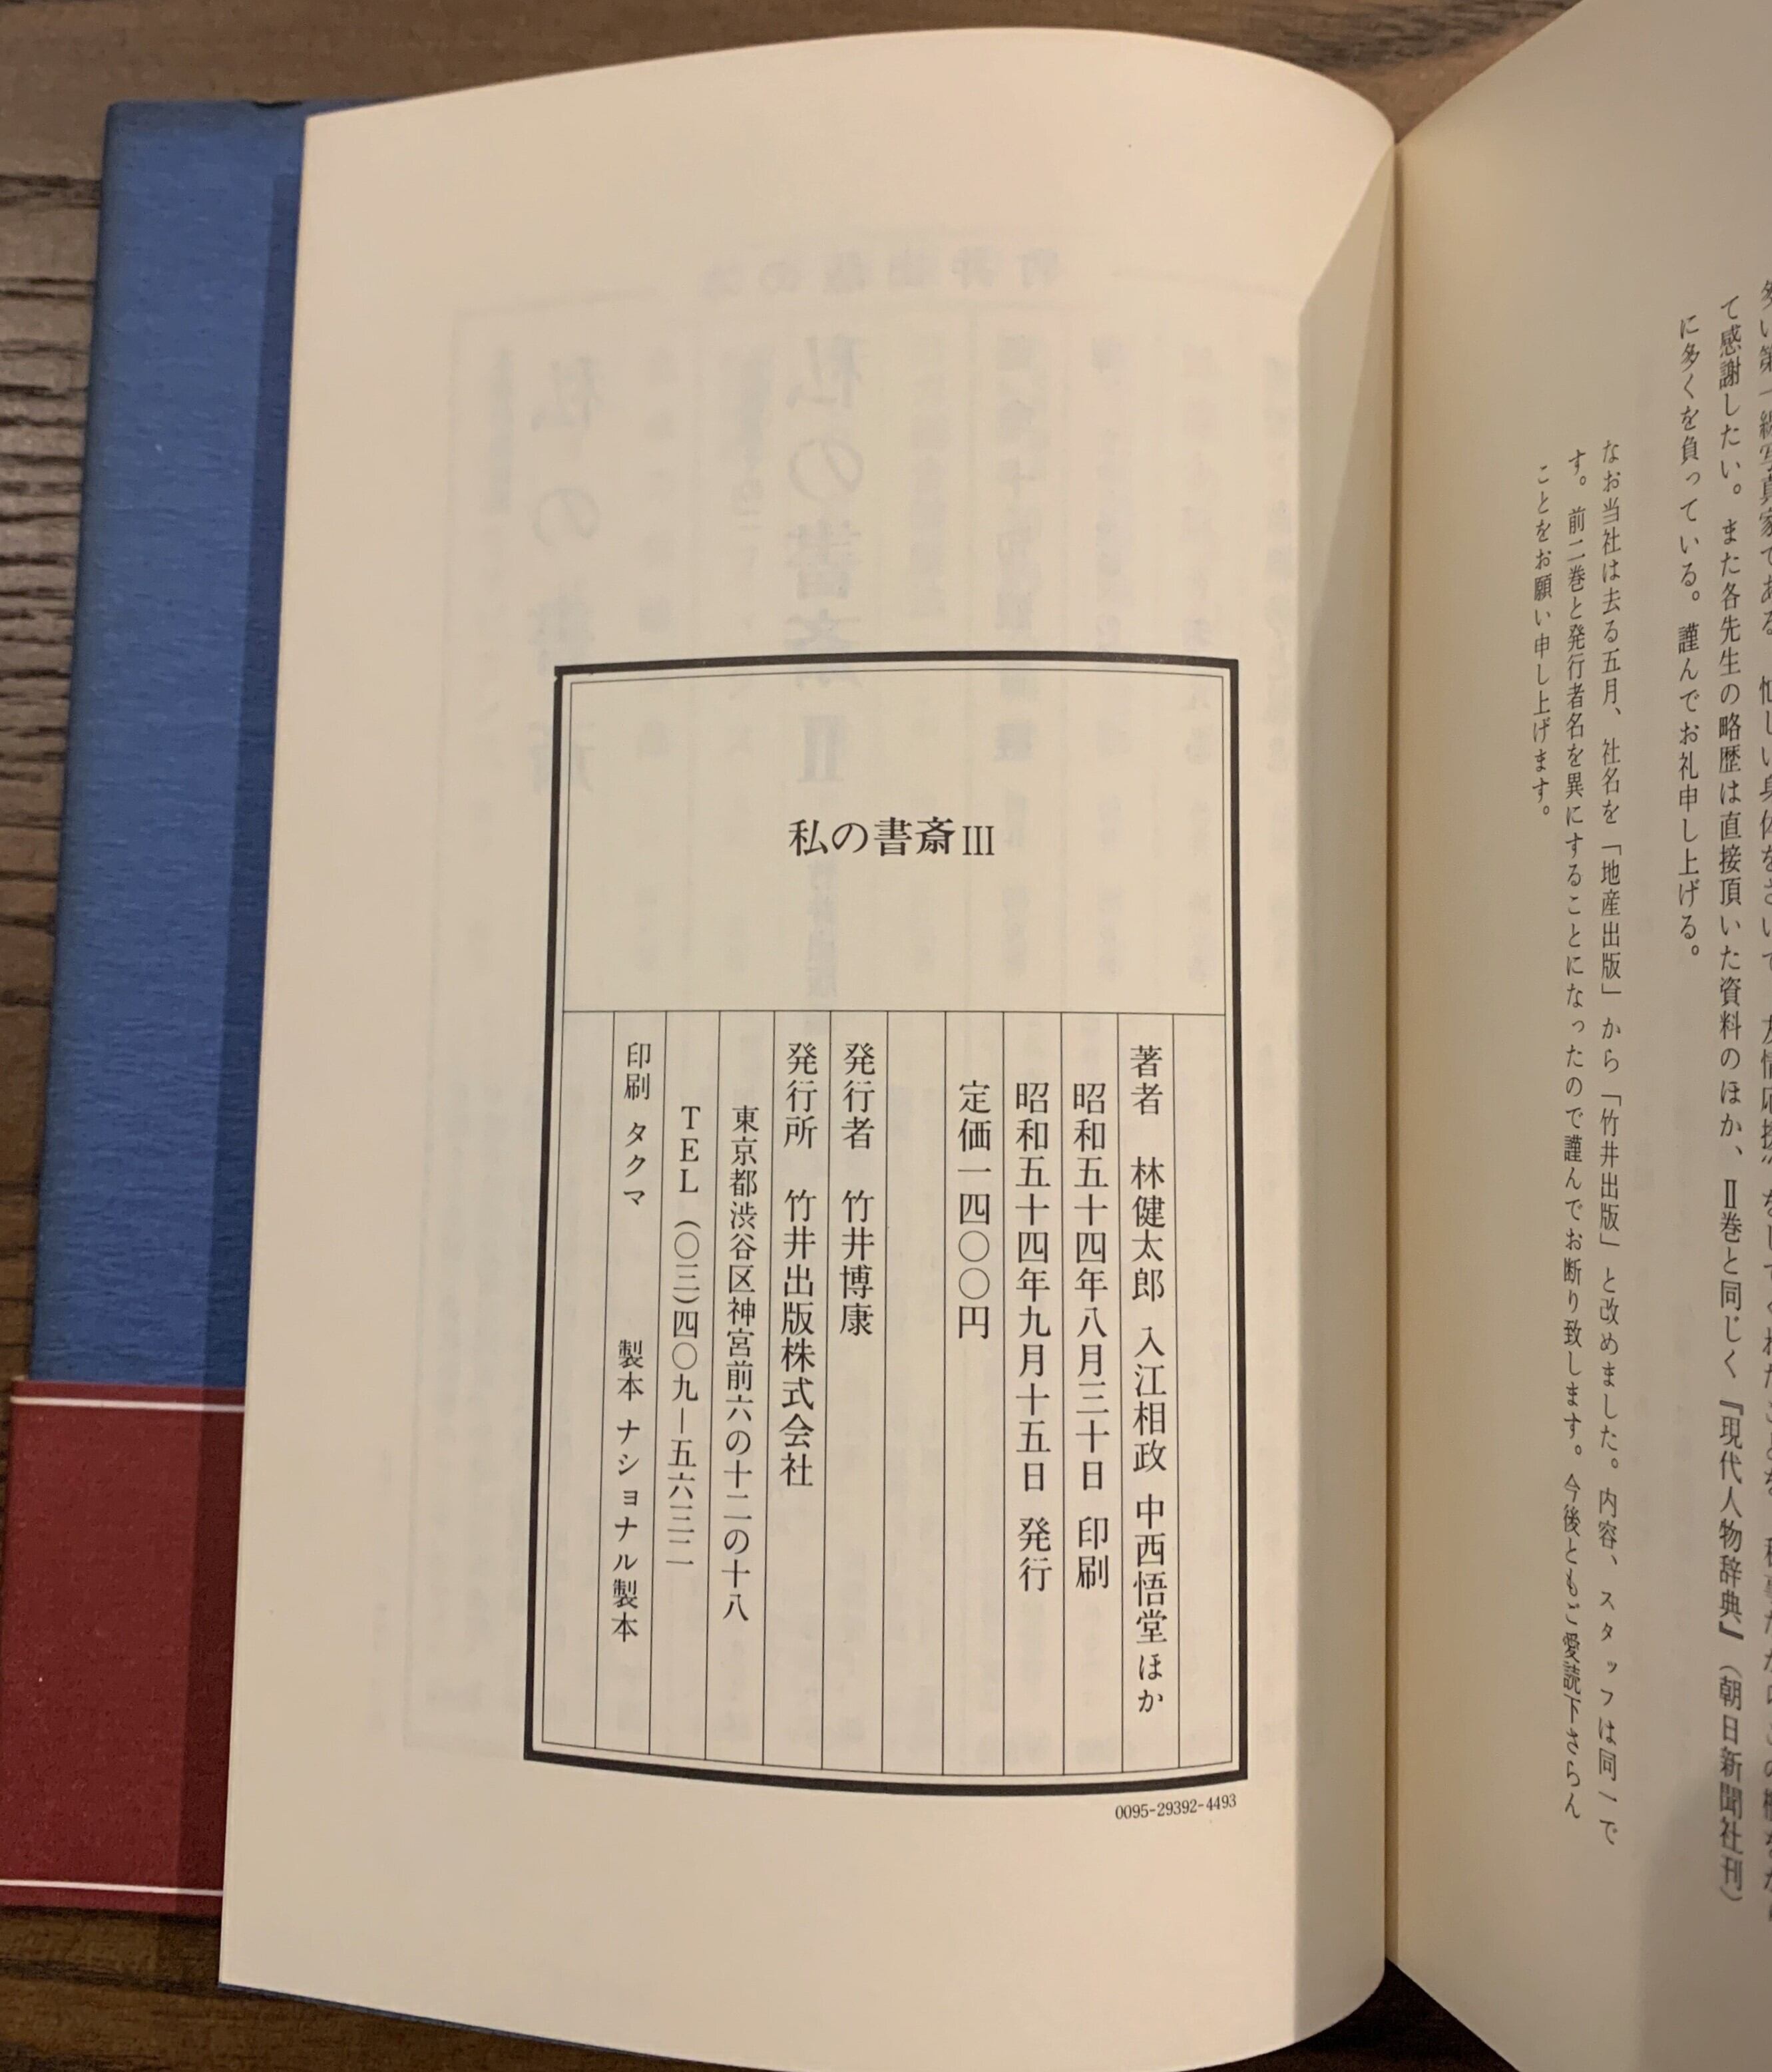 て感謝したい。また各先生の略歴は直接頂いた資料のほか、Ⅱ巻と同じく『現代人物辞典』(朝日新聞社刊)
に多くを負っている。謹んでお礼申し上げる。
なお当社は去る五月、社名を「地産出版」から「竹井出版」と改めました。内容、スタッフは同一で
す。前二巻と発行者名を異にすることになったので謹んでお断り致します。今後ともご愛読下さらん
ことをお願い申し上げます。
私の書斎Ⅲ
著者 林健太郎 入江相政 中西悟堂ほか
昭和五十四年八月三十日 印刷
昭和五十四年九月十五日 発行
定価一四〇〇円
発行者 竹井博康
発行所 竹井出版株式会社
東京都渋谷区神宮前六の十二の十八
TEL(〇三)四〇九―五六三二
印刷 タクマ 製本 ナショナル製本
0095-29392-4493